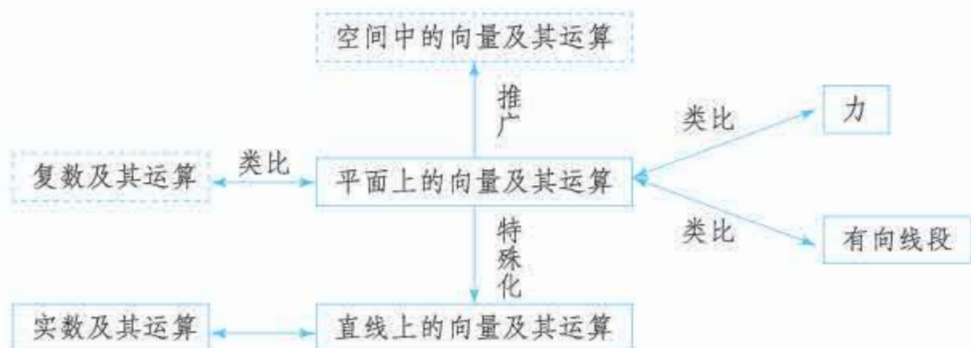 空间中的向量及其运算
推广
类比
力
复数及其运算
类比
平面上的向量及其运算
类比
有向线段
特殊化
实数及其运算
直线上的向量及其运算